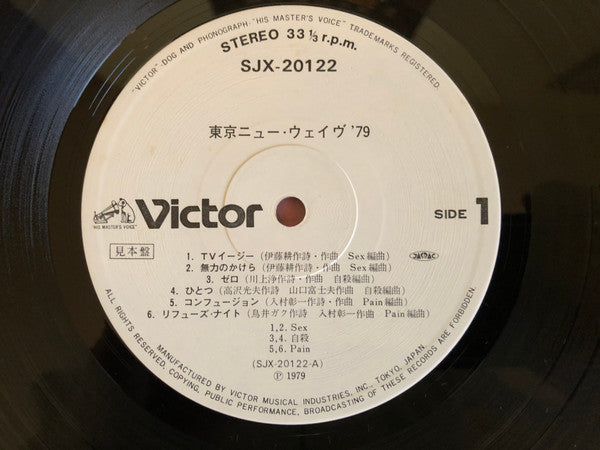 "VICTOR"-DOG AND PHONOGRAPH-"HIS MASTER'S VOICE" TRADEMARKS REGISTERED.
STEREO 33 1/3 r.p.m.
SJX-20122
東京ニュー・ウェイヴ '79
"HIS MASTER'S VOICE"
Victor
SIDE 1
見本盤
1. TVイージー (伊藤耕作詩・作曲 Sex編曲)
2. 無力のかけら (伊藤耕作詩・作曲 Sex編曲)
3. ゼロ (川上浄作詩・作曲 自殺編曲)
JASRAC
4. ひとつ (高沢光夫作詩 山口富士夫作曲 自殺編曲)
5. コンフュージョン (入村彰一作詩・作曲 Pain編曲)
6. リフューズ・ナイト (鳥井ガク作詩 入村彰一作曲 Pain編曲)
1,2. Sex
3,4. 自殺
5,6. Pain
(SJX-20122-A)
Ⓟ 1979
MANUFACTURED BY VICTOR MUSICAL INDUSTRIES, INC., TOKYO, JAPAN.
ALL RIGHTS RESERVED. COPYING, PUBLIC PERFORMANCE, BROADCASTING OF THESE RECORDS ARE FORBIDDEN.